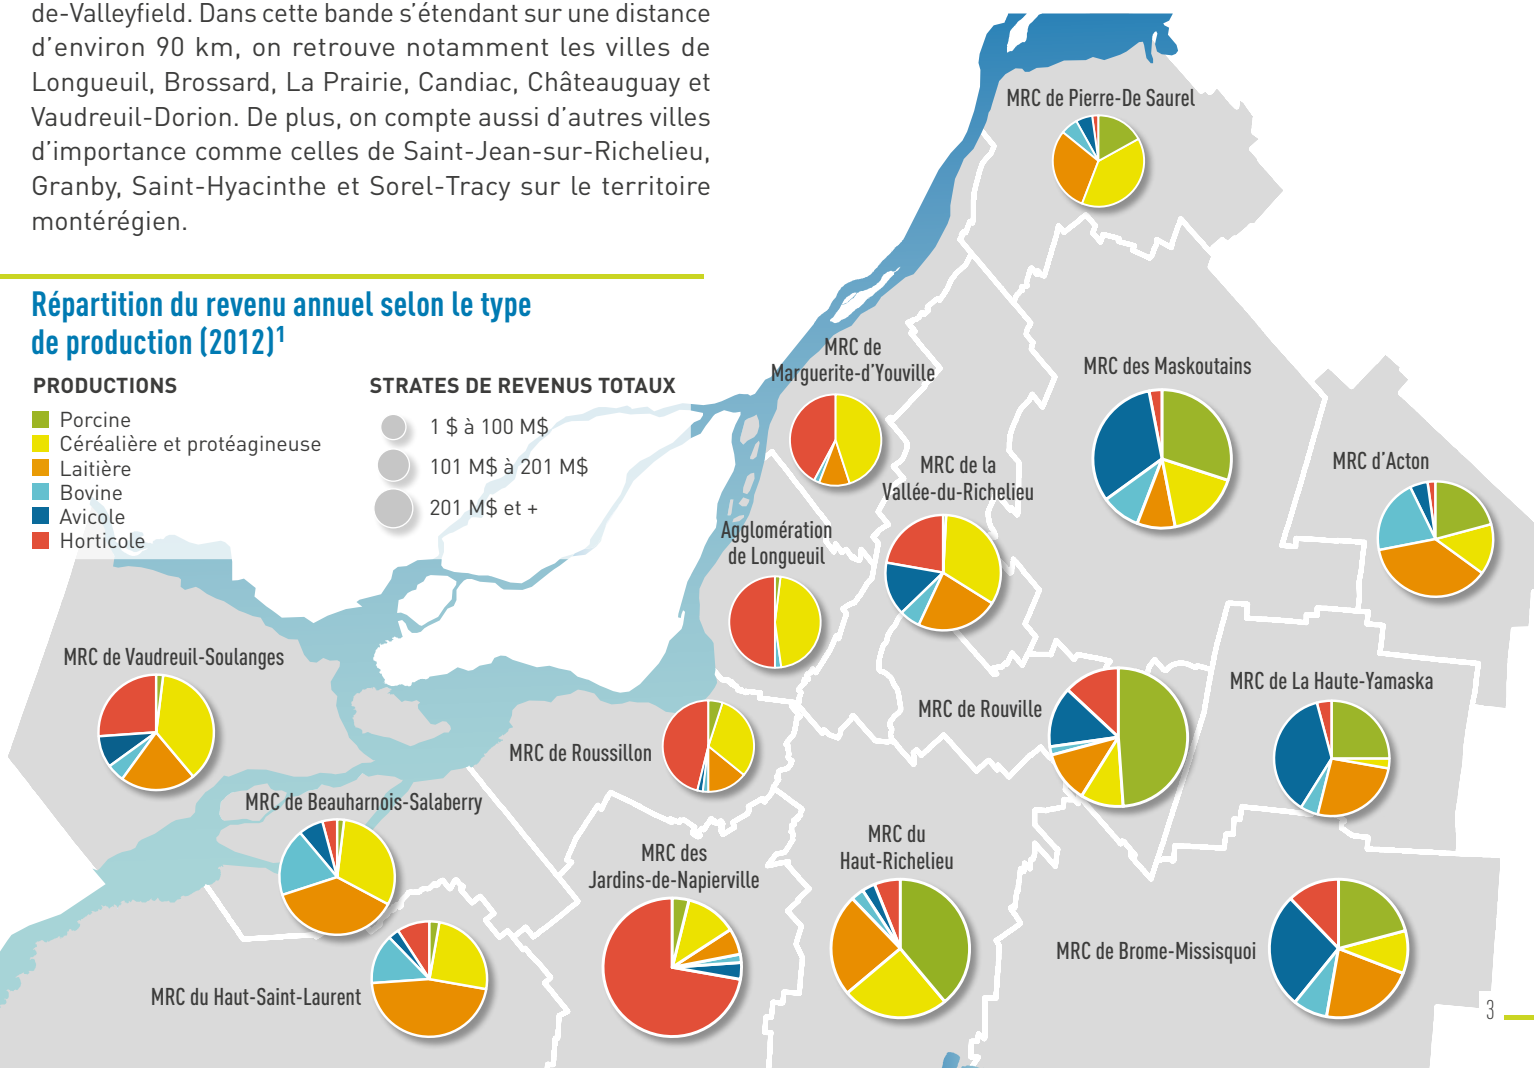 de-Valleyfield. Dans cette bande s’étendant sur une distance
d’environ 90 km, on retrouve notamment les villes de
Longueuil, Brossard, La Prairie, Candiac, Châteauguay et
Vaudreuil-Dorion. De plus, on compte aussi d’autres villes
d’importance comme celles de Saint-Jean-sur-Richelieu,
Granby, Saint-Hyacinthe et Sorel-Tracy sur le territoire
montérégien.
Répartition du revenu annuel selon le type
de production (2012)¹
PRODUCTIONS
Porcine
Céréalière et protéagineuse
Laitière
Bovine
Avicole
Horticole
STRATES DE REVENUS TOTAUX
1 $ à 100 M$
101 M$ à 201 M$
201 M$ et +
MRC de Pierre-De Saurel
MRC de
Marguerite-d’Youville
MRC des Maskoutains
MRC de la
Vallée-du-Richelieu
MRC d’Acton
Agglomération
de Longueuil
MRC de Vaudreuil-Soulanges
MRC de Roussillon
MRC de Rouville
MRC de La Haute-Yamaska
MRC de Beauharnois-Salaberry
MRC des
Jardins-de-Napierville
MRC du
Haut-Richelieu
MRC de Brome-Missisquoi
MRC du Haut-Saint-Laurent
3